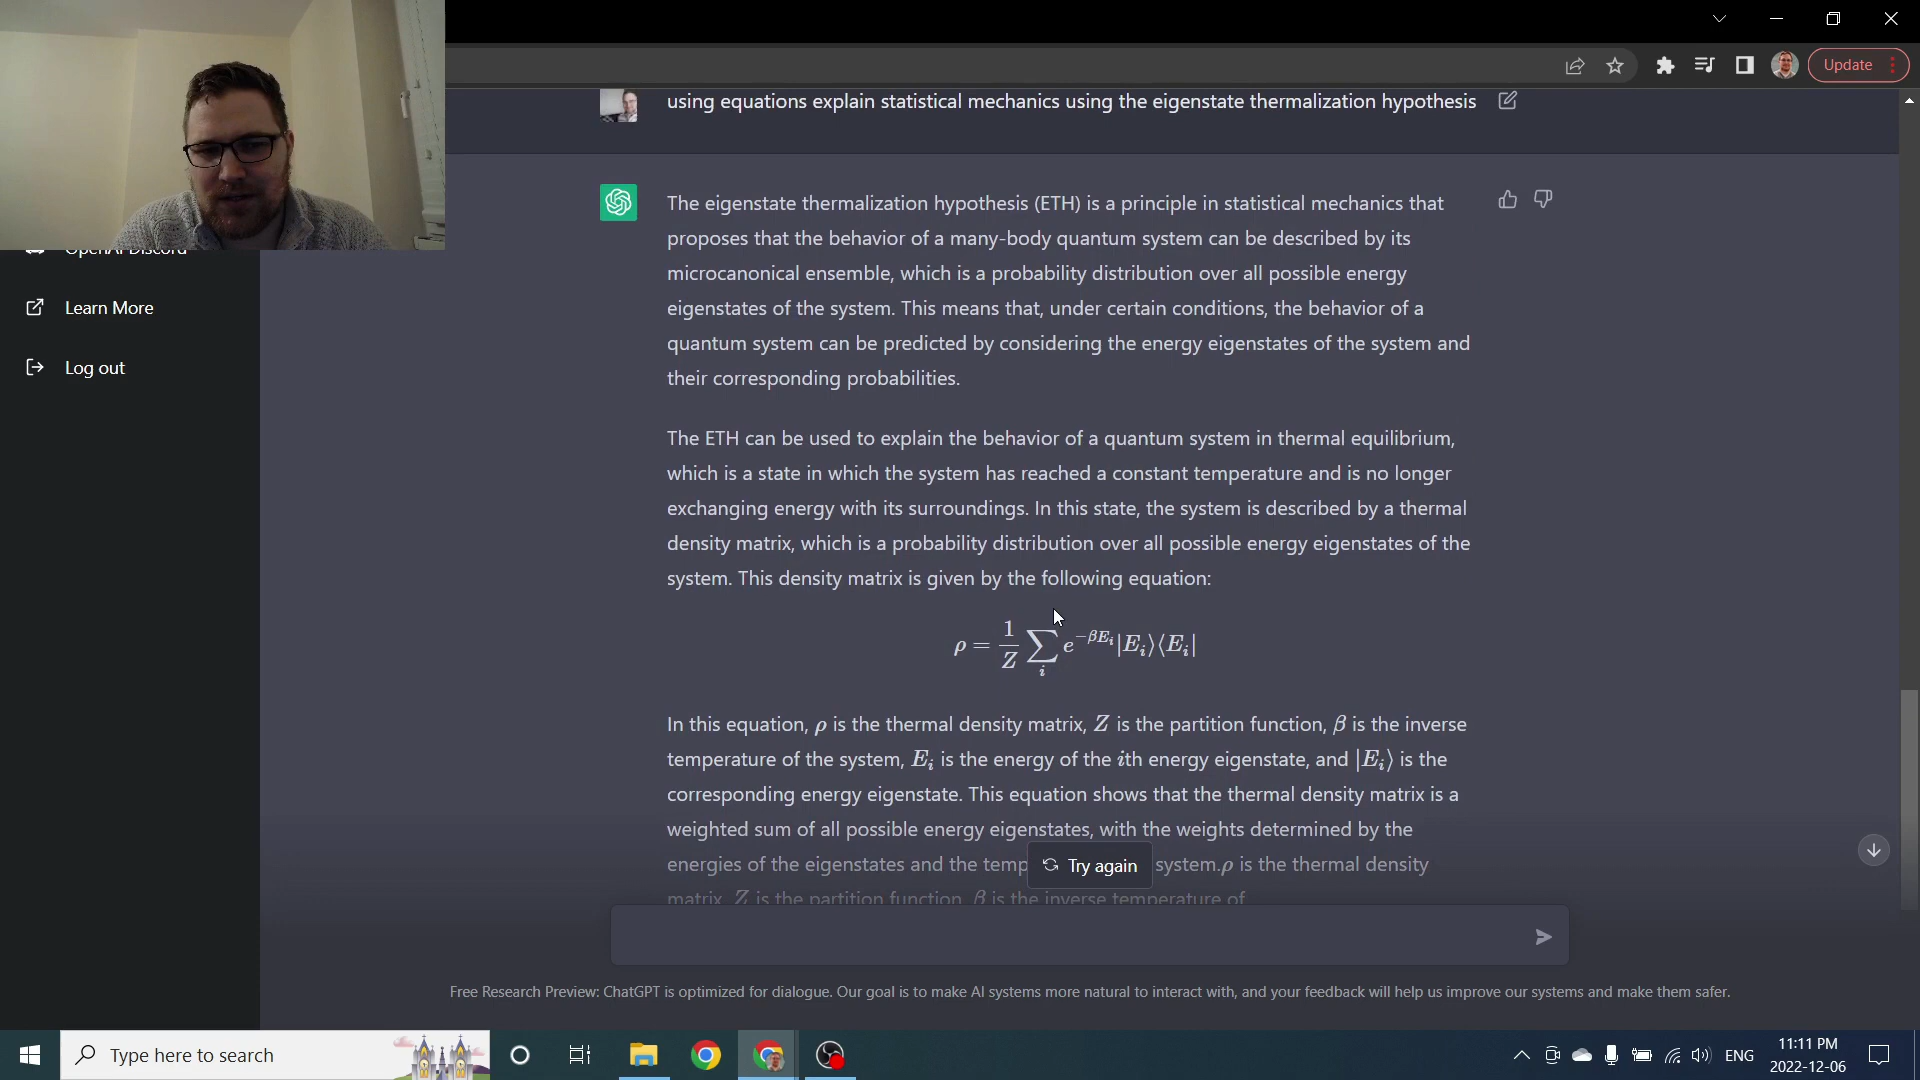 Update
using equations explain statistical mechanics using the eigenstate thermalization hypothesis
The eigenstate thermalization hypothesis (ETH) is a principle in statistical mechanics that
proposes that the behavior of a many-body quantum system can be described by its
microcanonical ensemble, which is a probability distribution over all possible energy
eigenstates of the system. This means that, under certain conditions, the behavior of a
quantum system can be predicted by considering the energy eigenstates of the system and
their corresponding probabilities.
OpenAI Discord
Learn More
Log out
The ETH can be used to explain the behavior of a quantum system in thermal equilibrium,
which is a state in which the system has reached a constant temperature and is no longer
exchanging energy with its surroundings. In this state, the system is described by a thermal
density matrix, which is a probability distribution over all possible energy eigenstates of the
system. This density matrix is given by the following equation:
ρ = 1/Z ∑_i e^{−βE_i} |E_i⟩⟨E_i|
In this equation, ρ is the thermal density matrix, Z is the partition function, β is the inverse
temperature of the system, E_i is the energy of the ith energy eigenstate, and |E_i⟩ is the
corresponding energy eigenstate. This equation shows that the thermal density matrix is a
weighted sum of all possible energy eigenstates, with the weights determined by the
energies of the eigenstates and the temp system.ρ is the thermal density
Try again
matrix, Z is the partition function, β is the inverse temperature of
Free Research Preview: ChatGPT is optimized for dialogue. Our goal is to make AI systems more natural to interact with, and your feedback will help us improve our systems and make them safer.
Type here to search
ENG
11:11 PM
2022-12-06